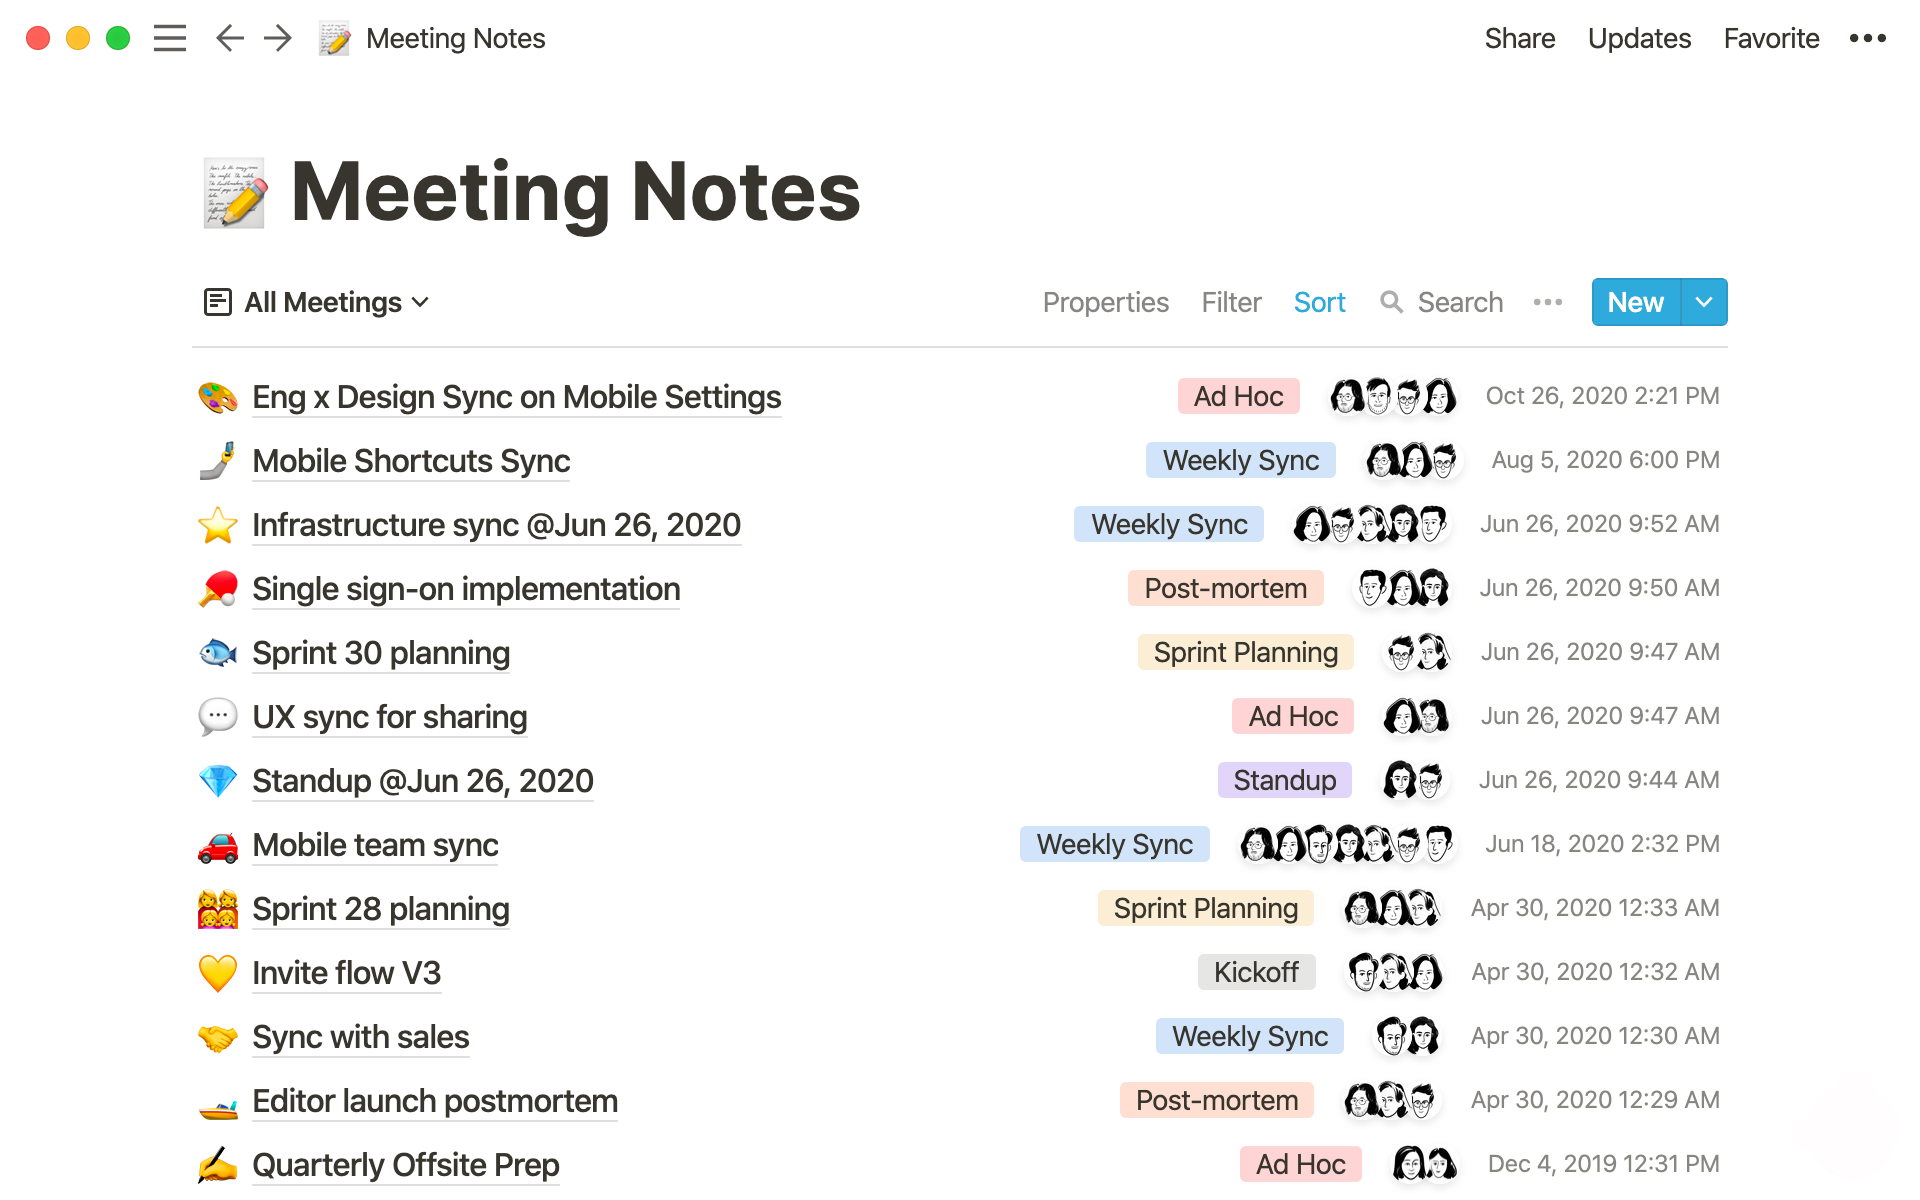 Meeting Notes Share Updates Favorite
Meeting Notes
All Meetings Properties Filter Sort Search New
Eng x Design Sync on Mobile Settings Ad Hoc Oct 26, 2020 2:21 PM
Mobile Shortcuts Sync Weekly Sync Aug 5, 2020 6:00 PM
Infrastructure sync @Jun 26, 2020 Weekly Sync Jun 26, 2020 9:52 AM
Single sign-on implementation Post-mortem Jun 26, 2020 9:50 AM
Sprint 30 planning Sprint Planning Jun 26, 2020 9:47 AM
UX sync for sharing Ad Hoc Jun 26, 2020 9:47 AM
Standup @Jun 26, 2020 Standup Jun 26, 2020 9:44 AM
Mobile team sync Weekly Sync Jun 18, 2020 2:32 PM
Sprint 28 planning Sprint Planning Apr 30, 2020 12:33 AM
Invite flow V3 Kickoff Apr 30, 2020 12:32 AM
Sync with sales Weekly Sync Apr 30, 2020 12:30 AM
Editor launch postmortem Post-mortem Apr 30, 2020 12:29 AM
Quarterly Offsite Prep Ad Hoc Dec 4, 2019 12:31 PM